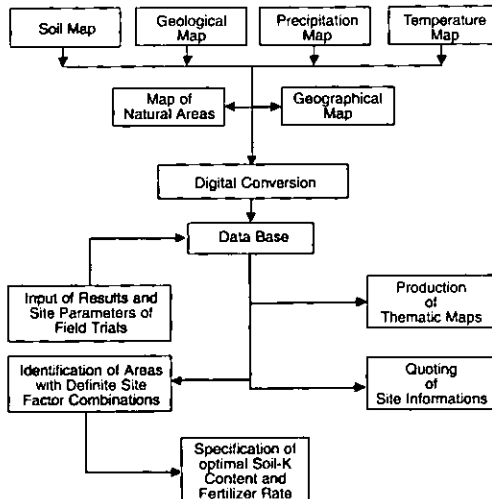 Soil Map
Geological
Map
Precipitation
Map
Temperature
Map
Map of
Natural Areas
Geographical
Map
Digital Conversion
Data Base
Input of Results and
Site Parameters of
Field Trials
Production
of
Thematic Maps
Identification of Areas
with Definite Site
Factor Combinations
Quoting
of
Site Informations
Specification of
optimal Soil-K
Content and
Fertilizer Rate